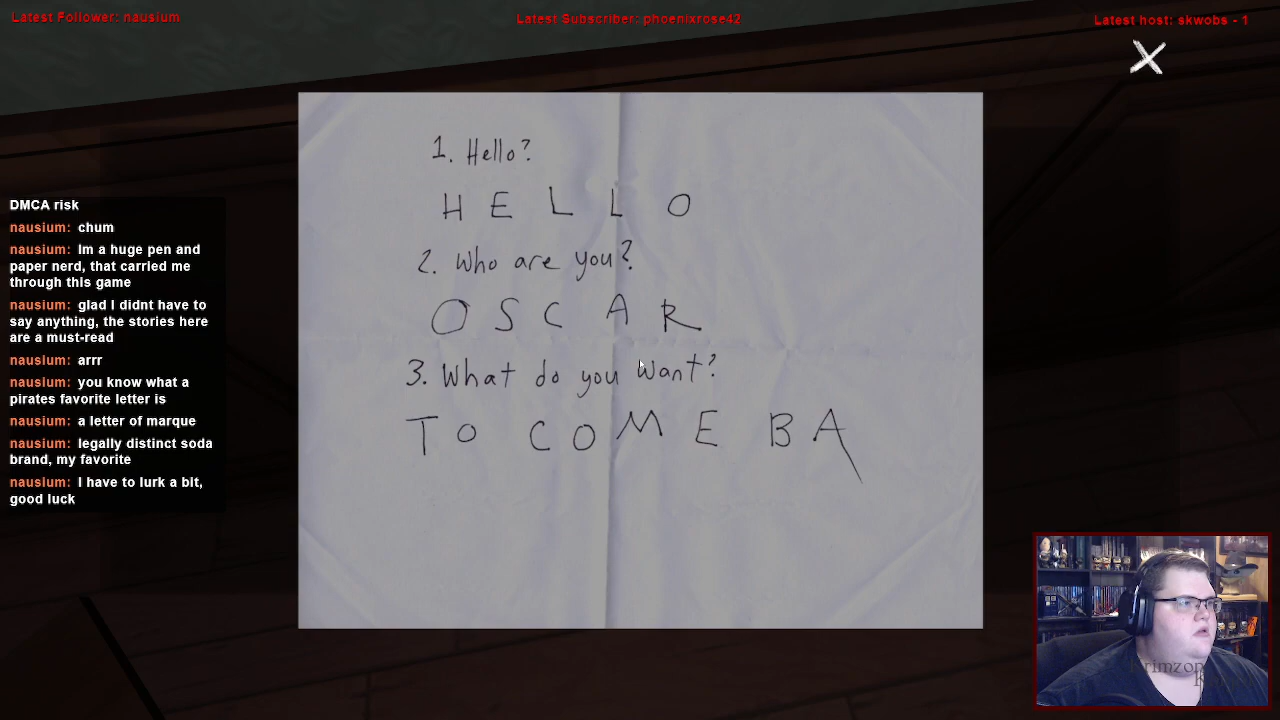 Latest Follower: nausium
Latest Subscriber: phoenixrose42
Latest host: skwobs - 1
DMCA risk
nausium: chum
nausium: Im a huge pen and
paper nerd, that carried me
through this game
nausium: glad I didnt have to
say anything, the stories here
are a must-read
nausium: arrr
nausium: you know what a
pirates favorite letter is
nausium: a letter of marque
nausium: legally distinct soda
brand, my favorite
nausium: I have to lurk a bit,
good luck
1. Hello?
H E L L O
2. Who are you?
O S C A R
3. What do you want?
T O C O M E B A